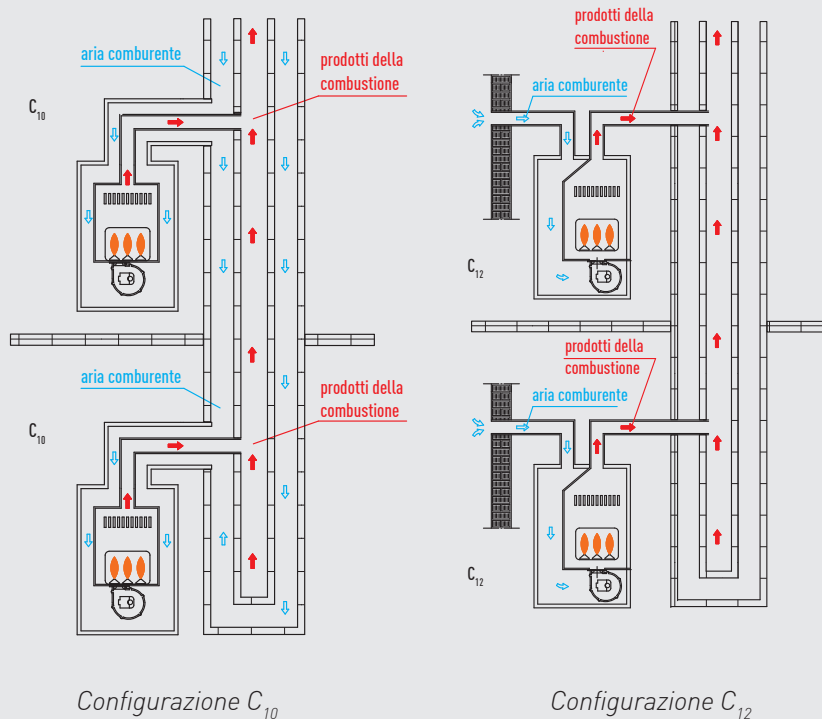 aria comburente
prodotti della
combustione
C10
aria comburente
prodotti della
combustione
C10
Configurazione C10
prodotti della
combustione
aria comburente
C12
prodotti della
combustione
aria comburente
C12
Configurazione C12